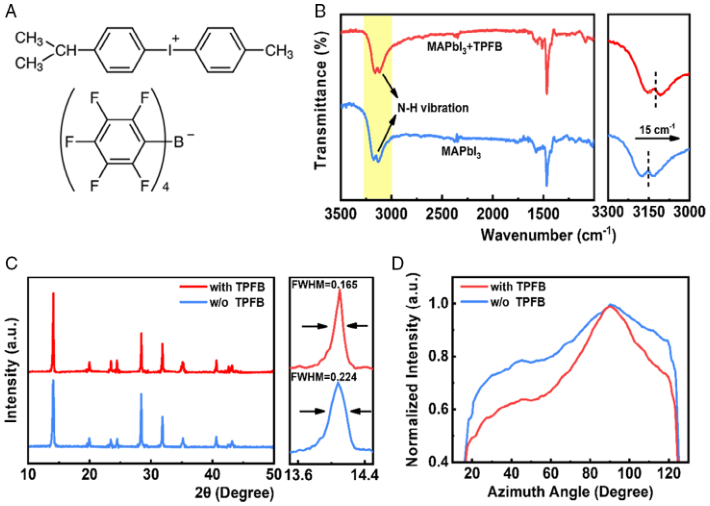 A
CH₃
CH
CH₃
I⁺
CH₃
F
F
F
F
F
B⁻
4
B
Transmittance (%)
MAPbI₃+TPFB
N-H vibration
MAPbI₃
15 cm⁻¹
3500 3000 2500 2000 1500 1000
3300 3150 3000
Wavenumber (cm⁻¹)
C
Intensity (a.u.)
with TPFB
w/o TPFB
FWHM=0.165
FWHM=0.224
10 20 30 40 50
13.6 14.4
2θ (Degree)
D
Normalized Intensity (a.u.)
with TPFB
w/o TPFB
1.0
0.8
0.6
0.4
20 40 60 80 100 120
Azimuth Angle (Degree)